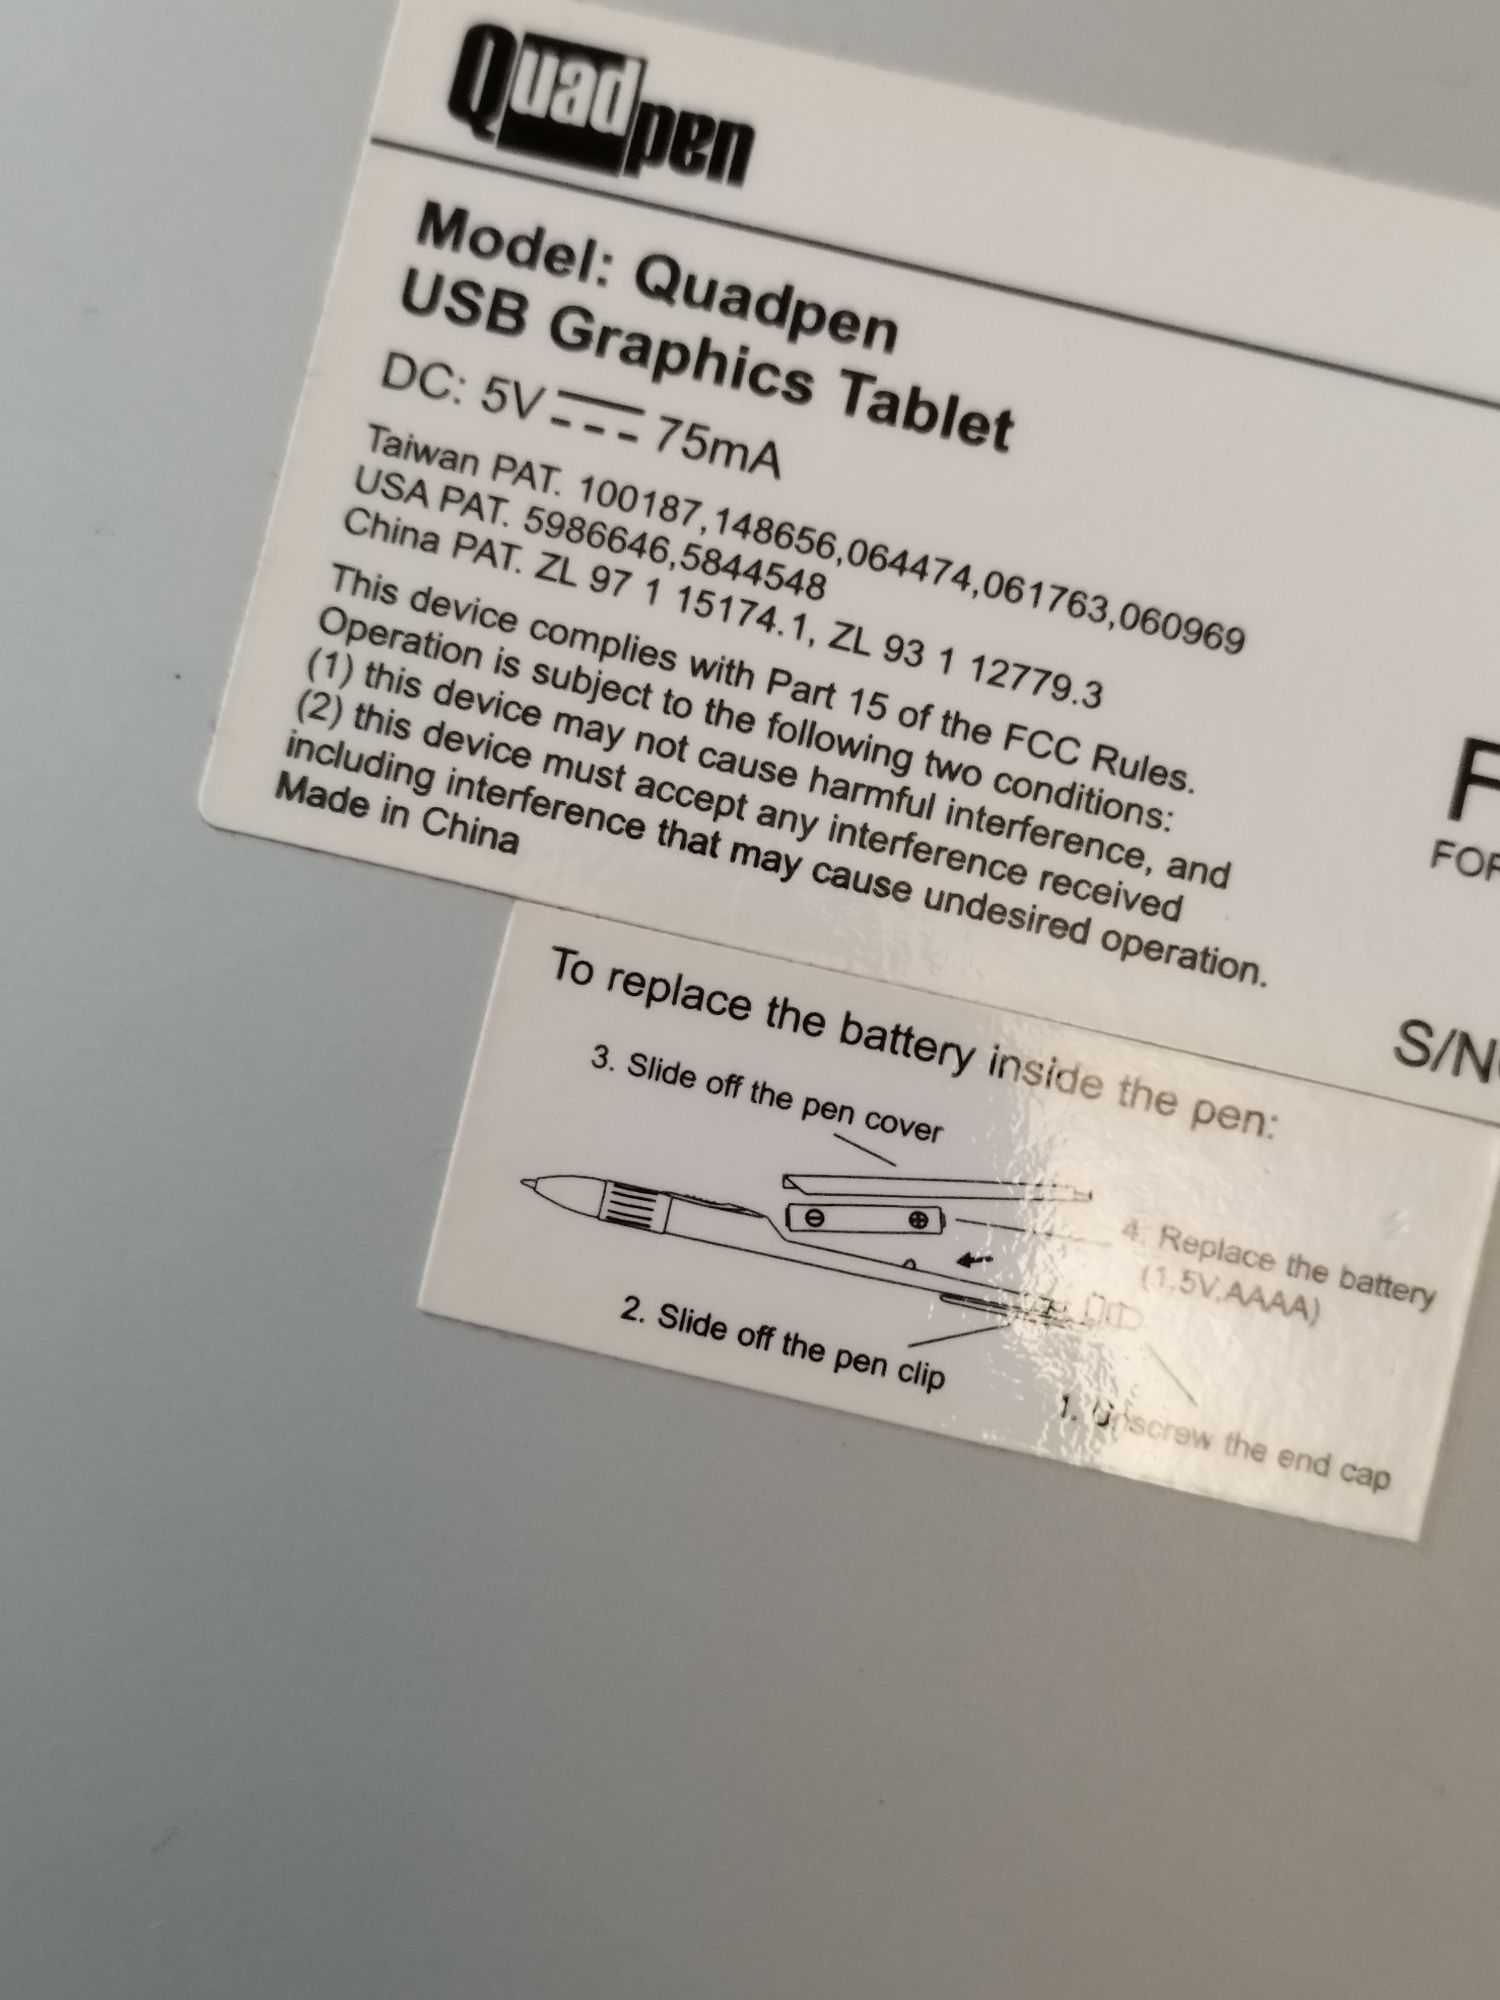 Quadpen
Model: Quadpen
USB Graphics Tablet
DC: 5V 75mA
Taiwan PAT. 100187,148656,064474,061763,060969
USA PAT. 5986646,5844548
China PAT. ZL 97 1 15174.1, ZL 93 1 12779.3
This device complies with Part 15 of the FCC Rules.
Operation is subject to the following two conditions:
(1) this device may not cause harmful interference, and
(2) this device must accept any interference received
including interference that may cause undesired operation.
Made in China
F
FOR
S/N
To replace the battery inside the pen:
3. Slide off the pen cover
4. Replace the battery
(1.5V,AAAA)
2. Slide off the pen clip
1. Unscrew the end cap